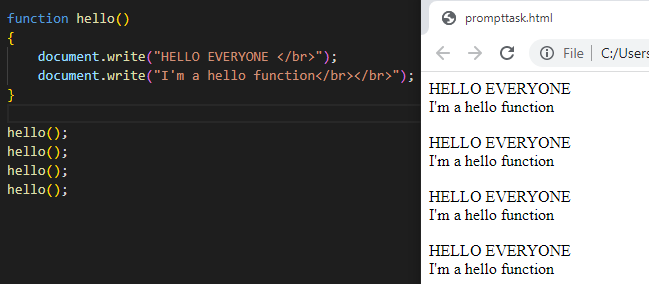 function hello()
{
document.write("HELLO EVERYONE </br>");
document.write("I'm a hello function</br></br>");
}
hello();
hello();
hello();
hello();
prompttask.html
File | C:/Users
HELLO EVERYONE
I'm a hello function
HELLO EVERYONE
I'm a hello function
HELLO EVERYONE
I'm a hello function
HELLO EVERYONE
I'm a hello function